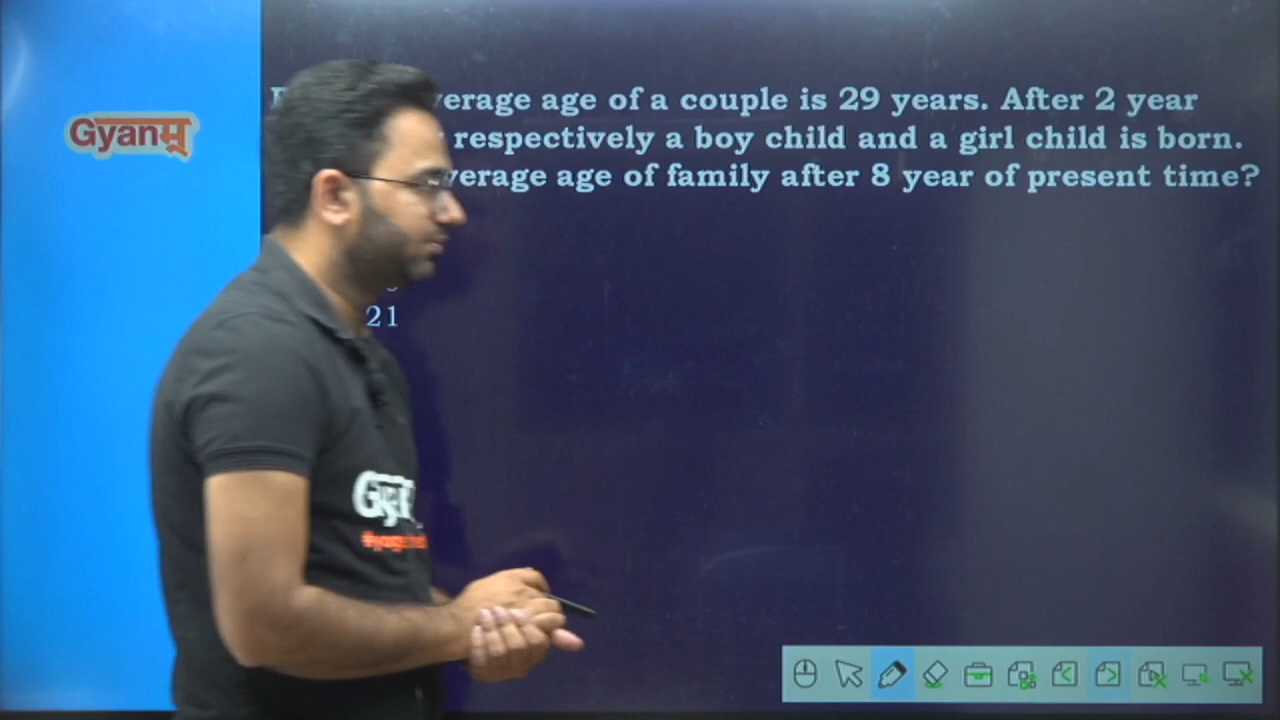 Gyanम्र
verage age of a couple is 29 years. After 2 year
respectively a boy child and a girl child is born.
verage age of family after 8 year of present time?
21